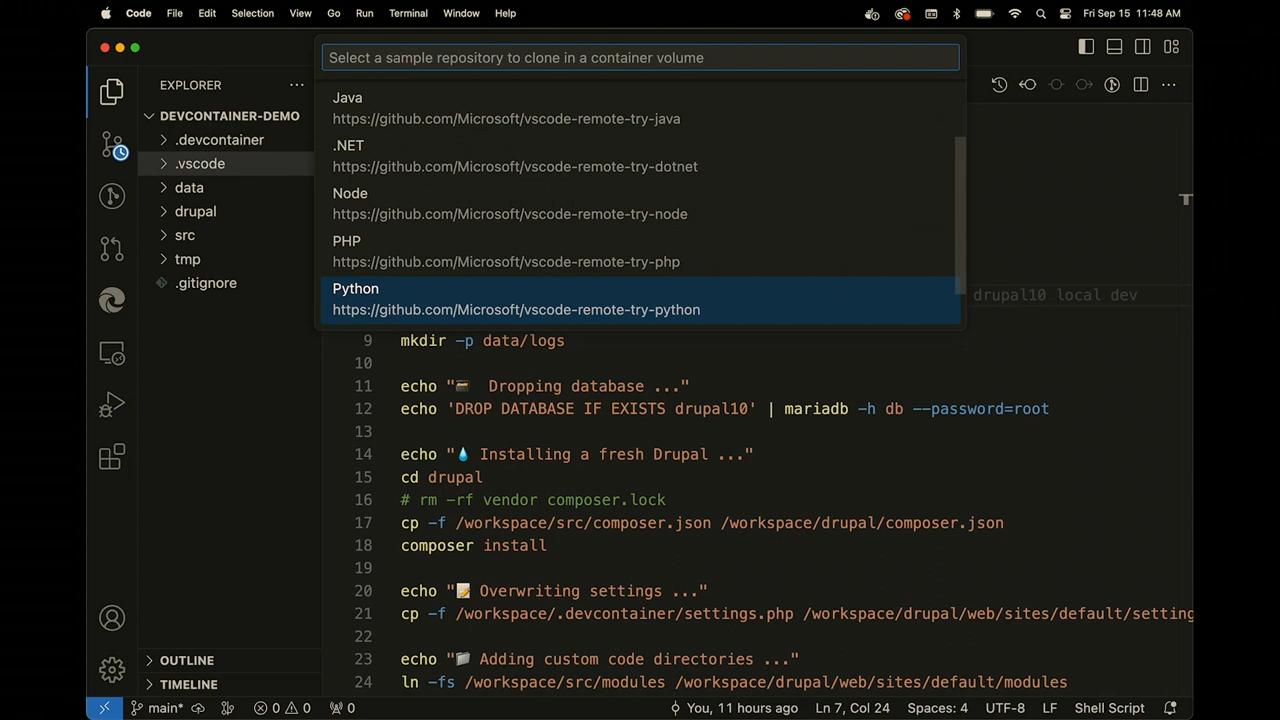 Code File Edit Selection View Go Run Terminal Window Help Fri Sep 15 11:48 AM
Select a sample repository to clone in a container volume
Java
https://github.com/Microsoft/vscode-remote-try-java
.NET
https://github.com/Microsoft/vscode-remote-try-dotnet
Node
https://github.com/Microsoft/vscode-remote-try-node
PHP
https://github.com/Microsoft/vscode-remote-try-php
Python
https://github.com/Microsoft/vscode-remote-try-python
EXPLORER
DEVCONTAINER-DEMO
.devcontainer
.vscode
data
drupal
src
tmp
.gitignore
OUTLINE
TIMELINE
drupal10 local dev
9 mkdir -p data/logs
10
11 echo "📟  Dropping database ..."
12 echo 'DROP DATABASE IF EXISTS drupal10' | mariadb -h db --password=root
13
14 echo "💧 Installing a fresh Drupal ..."
15 cd drupal
16 # rm -rf vendor composer.lock
17 cp -f /workspace/src/composer.json /workspace/drupal/composer.json
18 composer install
19
20 echo "📝 Overwriting settings ..."
21 cp -f /workspace/.devcontainer/settings.php /workspace/drupal/web/sites/default/setting
22
23 echo "📁 Adding custom code directories ..."
24 ln -fs /workspace/src/modules /workspace/drupal/web/sites/default/modules
main* 0 0 0 You, 11 hours ago Ln 7, Col 24 Spaces: 4 UTF-8 LF Shell Script